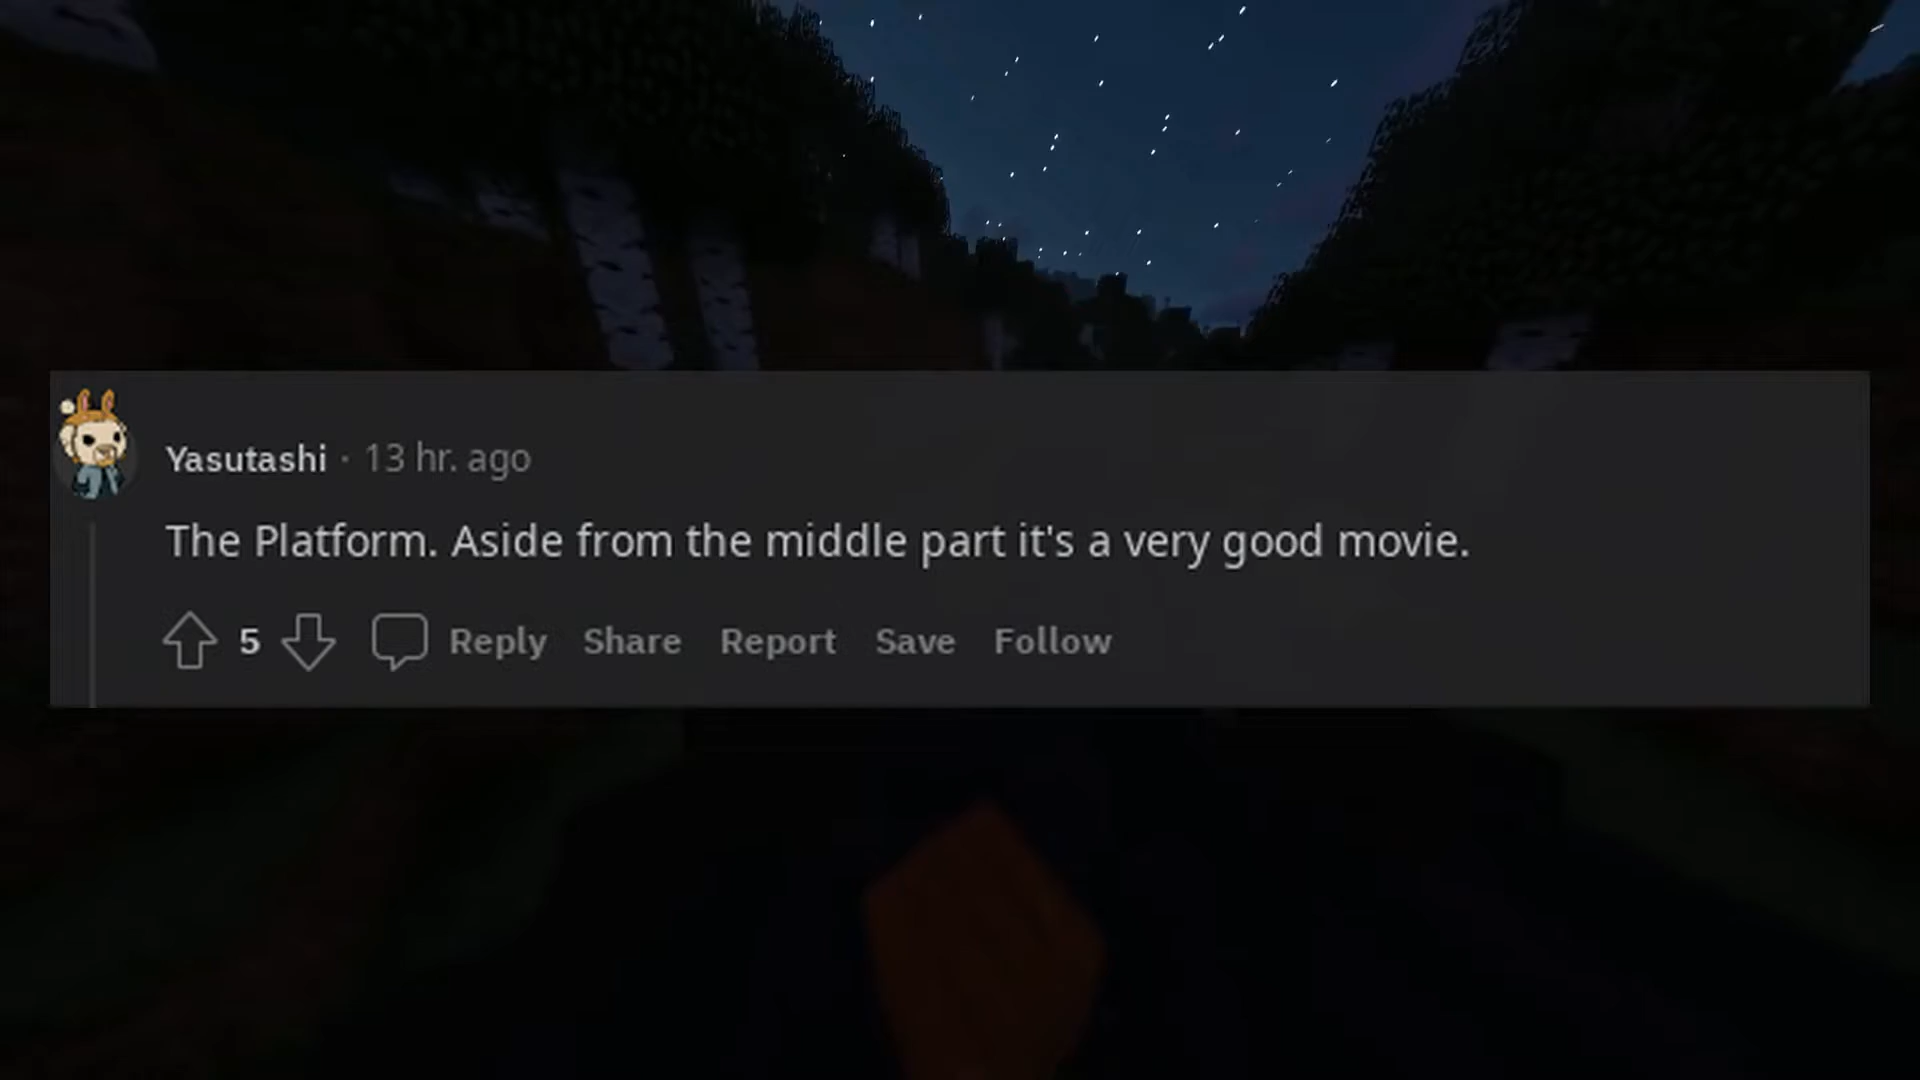 Yasutashi · 13 hr. ago
The Platform. Aside from the middle part it's a very good movie.
5 Reply Share Report Save Follow